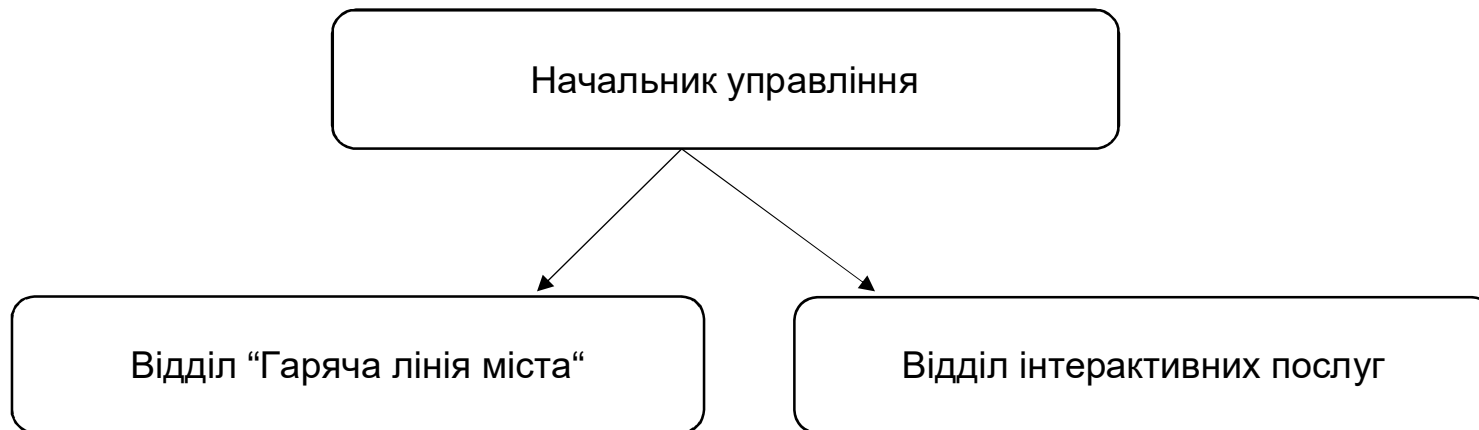 Начальник управління
Відділ “Гаряча лінія міста“
Відділ інтерактивних послуг